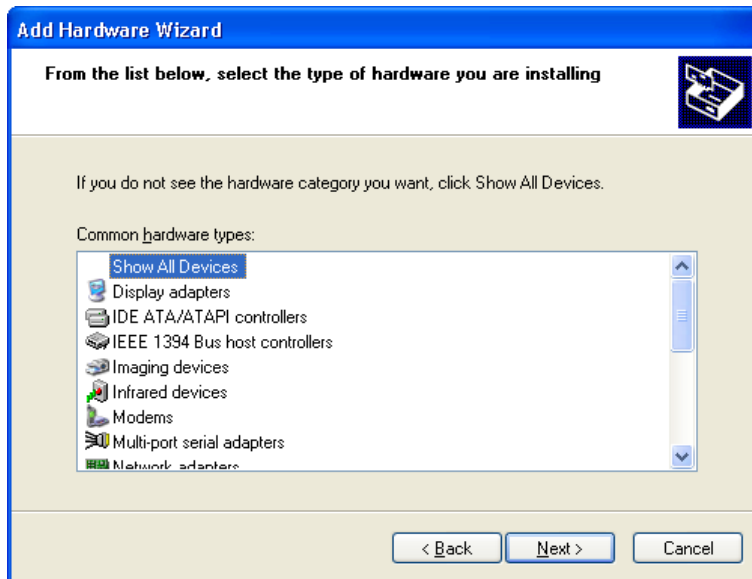 Add Hardware Wizard
From the list below, select the type of hardware you are installing
If you do not see the hardware category you want, click Show All Devices.
Common hardware types:
Show All Devices
Display adapters
IDE ATA/ATAPI controllers
IEEE 1394 Bus host controllers
Imaging devices
Infrared devices
Modems
Multi-port serial adapters
Network adapters
< Back Next > Cancel